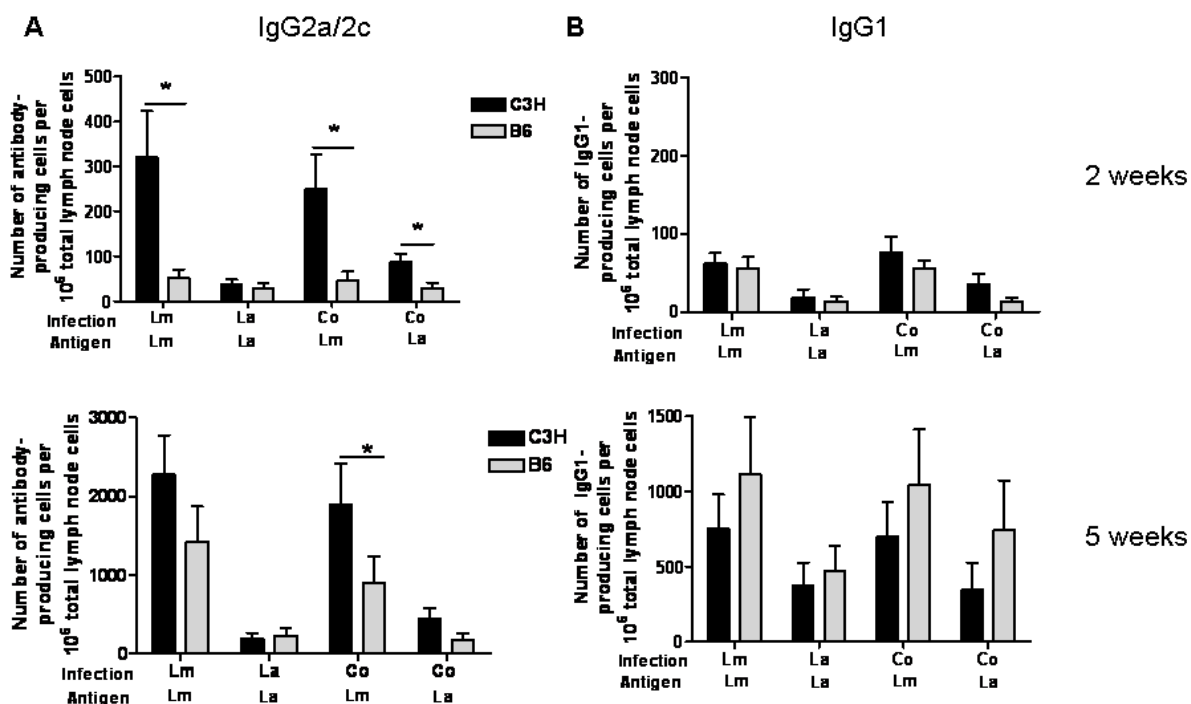 A IgG2a/2c
B IgG1
Number of antibody-
producing cells per
10⁶ total lymph node cells
500
400
300
200
100
0
*
*
*
C3H
B6
Infection Lm La Co Co
Antigen Lm La Lm La
Number of IgG1-
producing cells per
10⁶ total lymph node cells
300
200
100
0
Infection Lm La Co Co
Antigen Lm La Lm La
2 weeks
Number of antibody-
producing cells per
10⁶ total lymph node cells
3000
2000
1000
0
*
C3H
B6
Infection Lm La Co Co
Antigen Lm La Lm La
Number of IgG1-
producing cells per
10⁶ total lymph node cells
1500
1000
500
0
Infection Lm La Co Co
Antigen Lm La Lm La
5 weeks